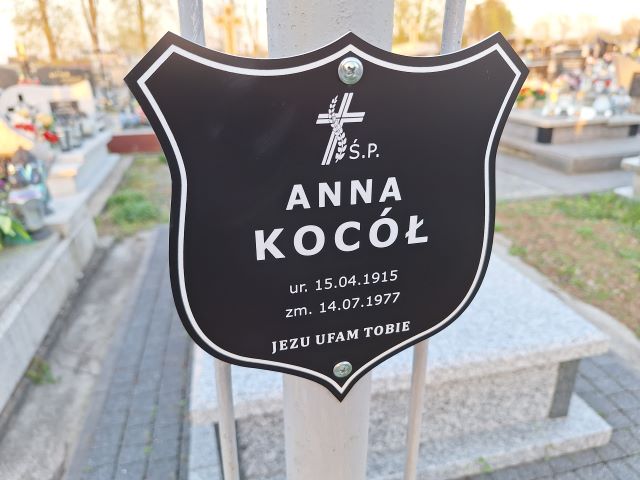 Ś.P.
ANNA
KOCÓŁ
ur. 15.04.1915
zm. 14.07.1977
JEZU UFAM TOBIE